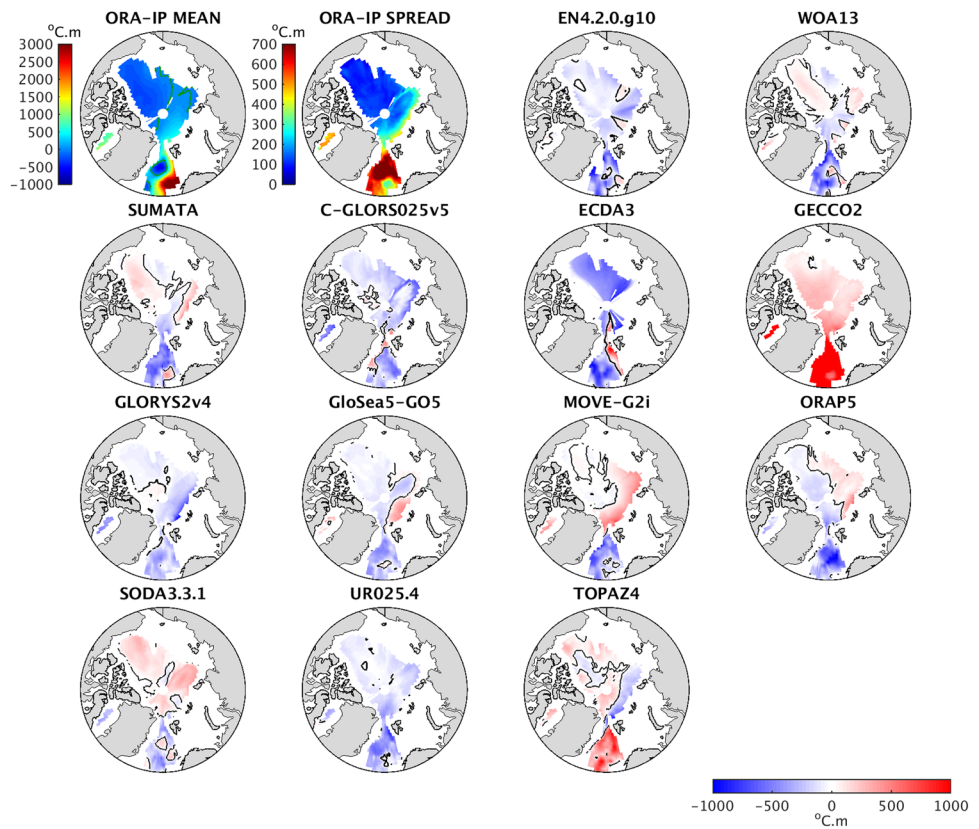 ORA-IP MEAN
ORA-IP SPREAD
EN4.2.0.g10
WOA13
°C.m
3000
2500
2000
1500
1000
500
0
-500
-1000
°C.m
700
600
500
400
300
200
100
0
SUMATA
C-GLORS025v5
ECDA3
GECCO2
GLORYS2v4
GloSea5-GO5
MOVE-G2i
ORAP5
SODA3.3.1
UR025.4
TOPAZ4
-1000 -500 0 500 1000
°C.m